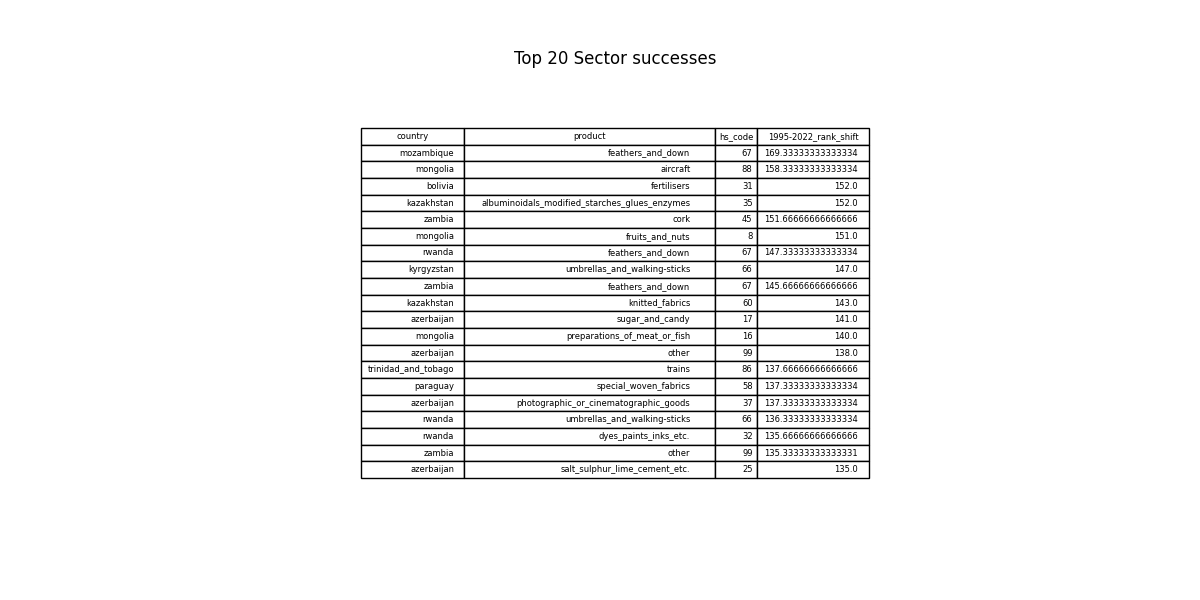 Top 20 Sector successes
country product hs_code 1995-2022_rank_shift
mozambique feathers_and_down 67 169.33333333333334
mongolia aircraft 88 158.33333333333334
bolivia fertilisers 31 152.0
kazakhstan albuminoidals_modified_starches_glues_enzymes 35 152.0
zambia cork 45 151.66666666666666
mongolia fruits_and_nuts 8 151.0
rwanda feathers_and_down 67 147.33333333333334
kyrgyzstan umbrellas_and_walking-sticks 66 147.0
zambia feathers_and_down 67 145.66666666666666
kazakhstan knitted_fabrics 60 143.0
azerbaijan sugar_and_candy 17 141.0
mongolia preparations_of_meat_or_fish 16 140.0
azerbaijan other 99 138.0
trinidad_and_tobago trains 86 137.66666666666666
paraguay special_woven_fabrics 58 137.33333333333334
azerbaijan photographic_or_cinematographic_goods 37 137.33333333333334
rwanda umbrellas_and_walking-sticks 66 136.33333333333334
rwanda dyes_paints_inks_etc. 32 135.66666666666666
zambia other 99 135.33333333333331
azerbaijan salt_sulphur_lime_cement_etc. 25 135.0